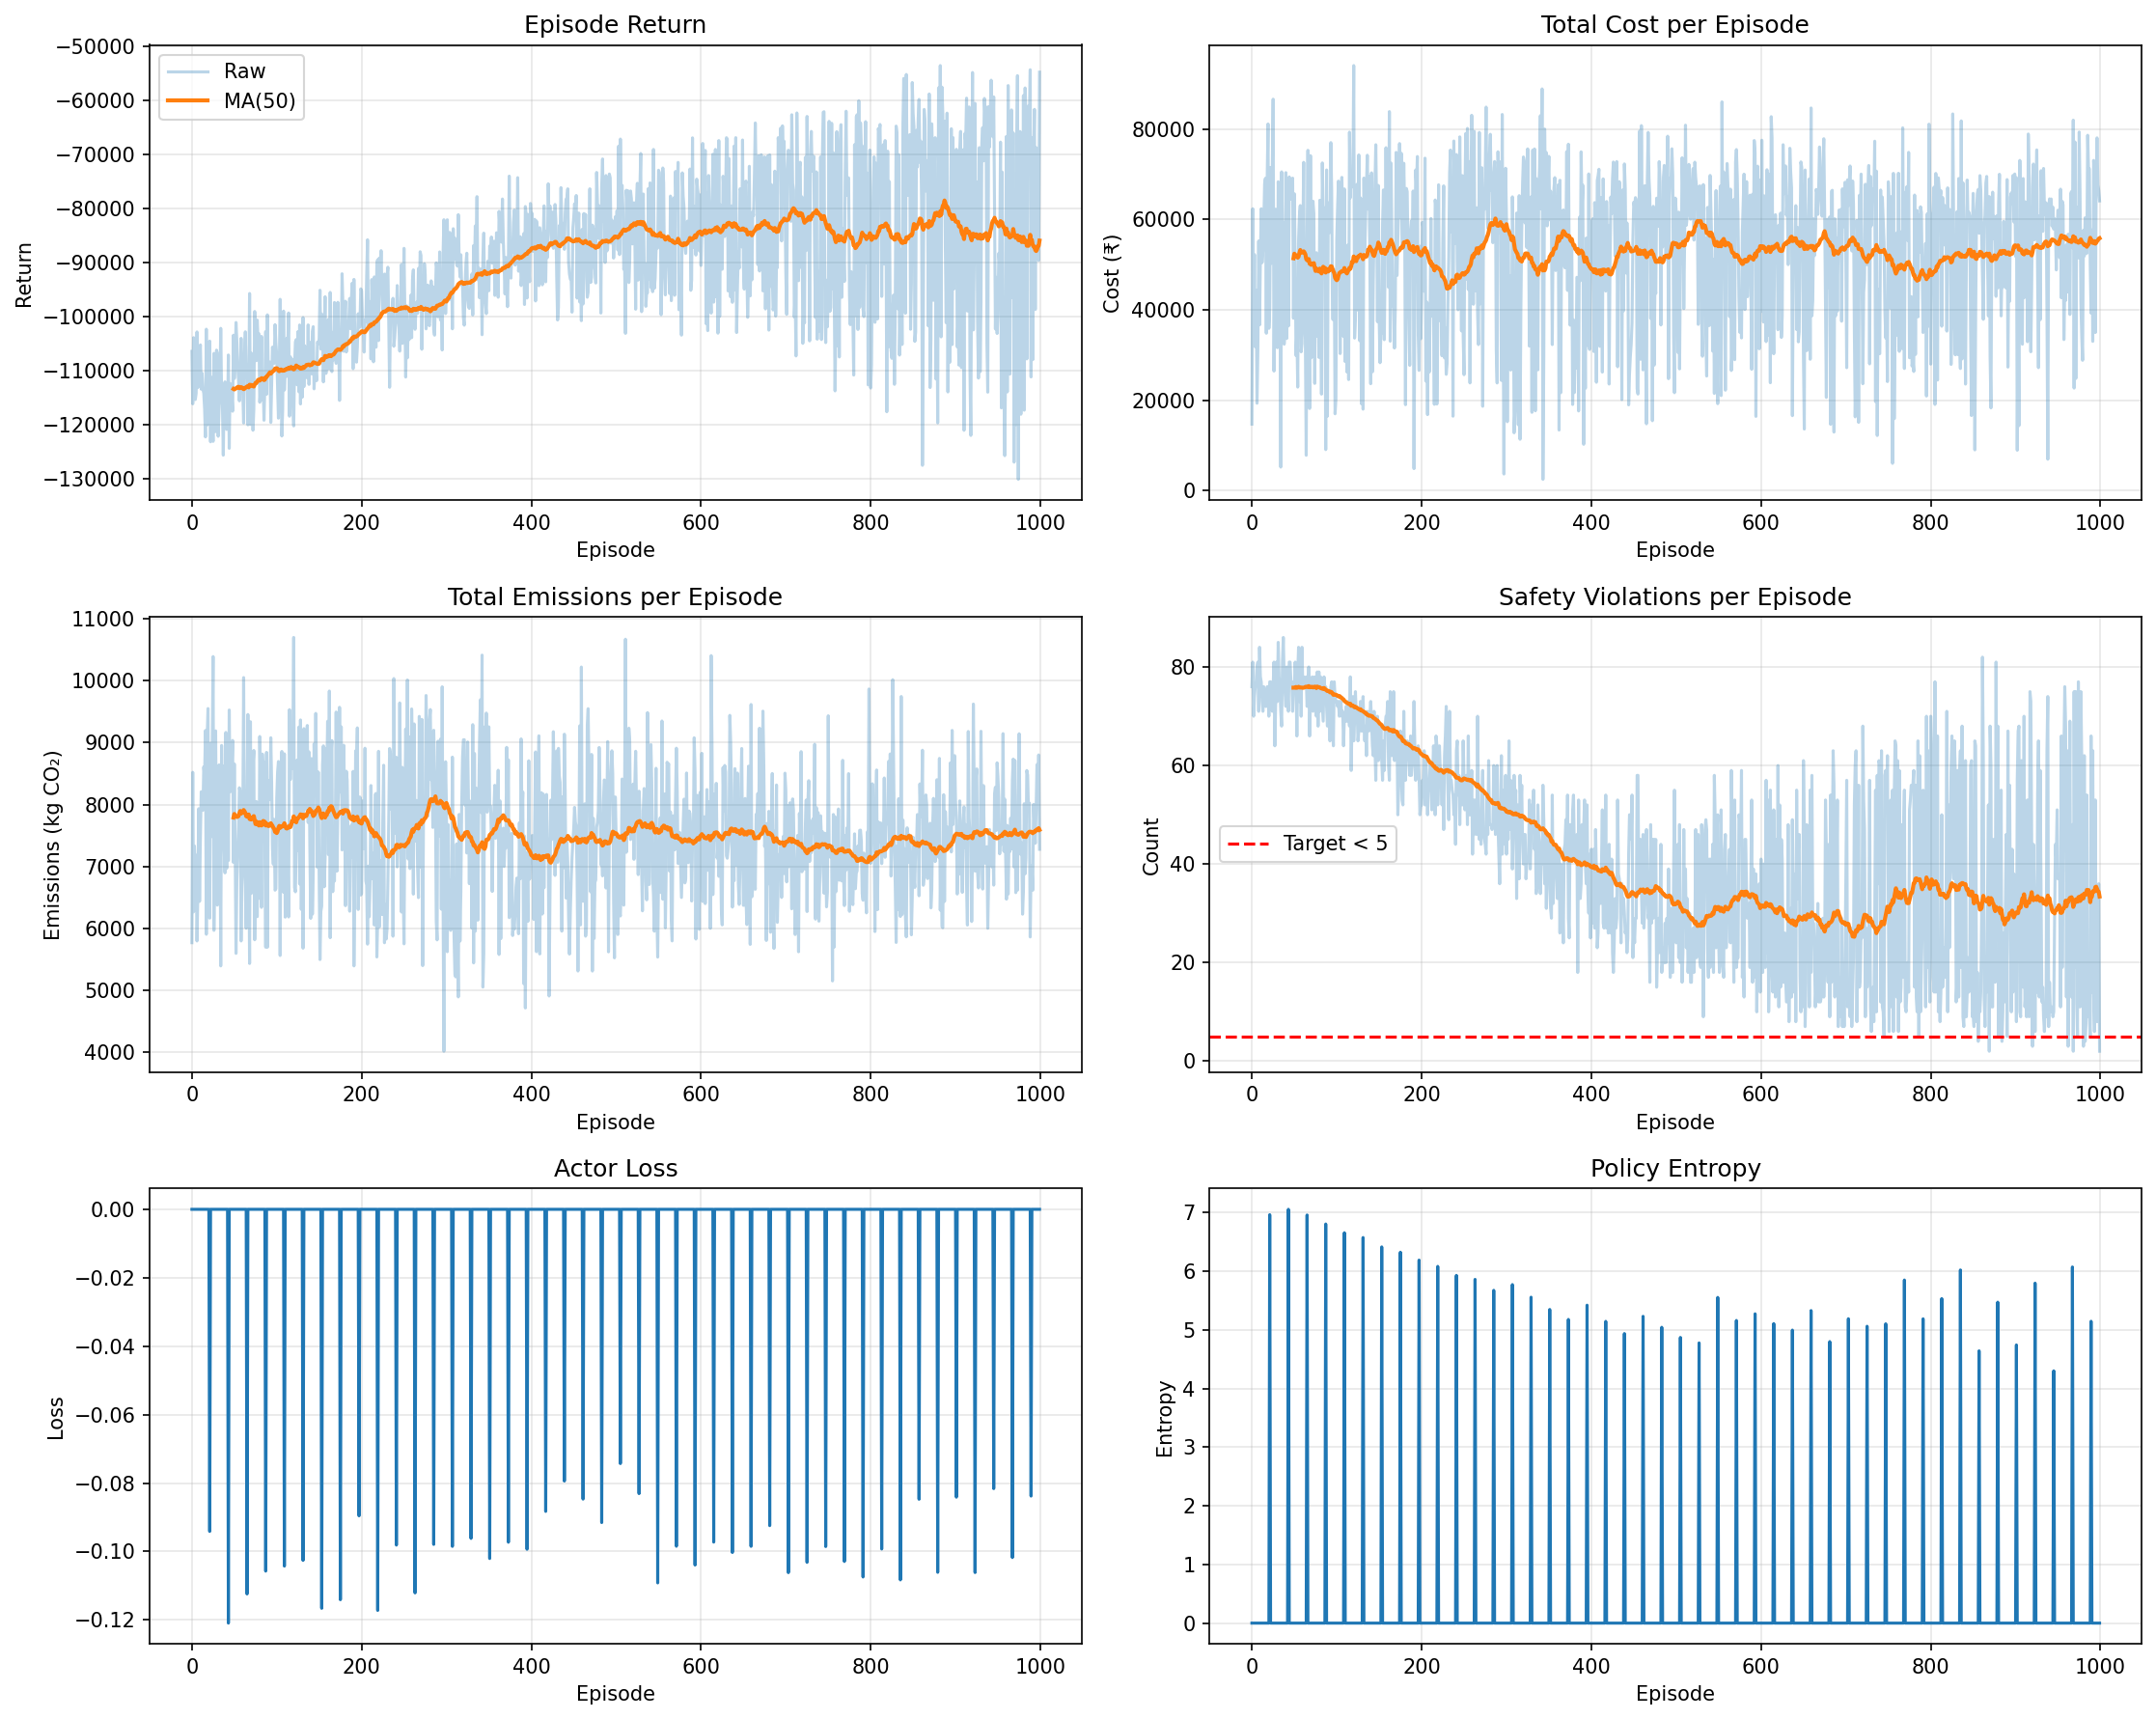 Episode Return
−50000
−60000
−70000
−80000
−90000
−100000
−110000
−120000
−130000
Return
Raw
MA(50)
0 200 400 600 800 1000
Episode
Total Cost per Episode
80000
60000
40000
20000
0
Cost (₹)
0 200 400 600 800 1000
Episode
Total Emissions per Episode
11000
10000
9000
8000
7000
6000
5000
4000
Emissions (kg CO₂)
0 200 400 600 800 1000
Episode
Safety Violations per Episode
80
60
40
20
0
Count
Target < 5
0 200 400 600 800 1000
Episode
Actor Loss
0.00
−0.02
−0.04
−0.06
−0.08
−0.10
−0.12
Loss
0 200 400 600 800 1000
Episode
Policy Entropy
7
6
5
4
3
2
1
0
Entropy
0 200 400 600 800 1000
Episode